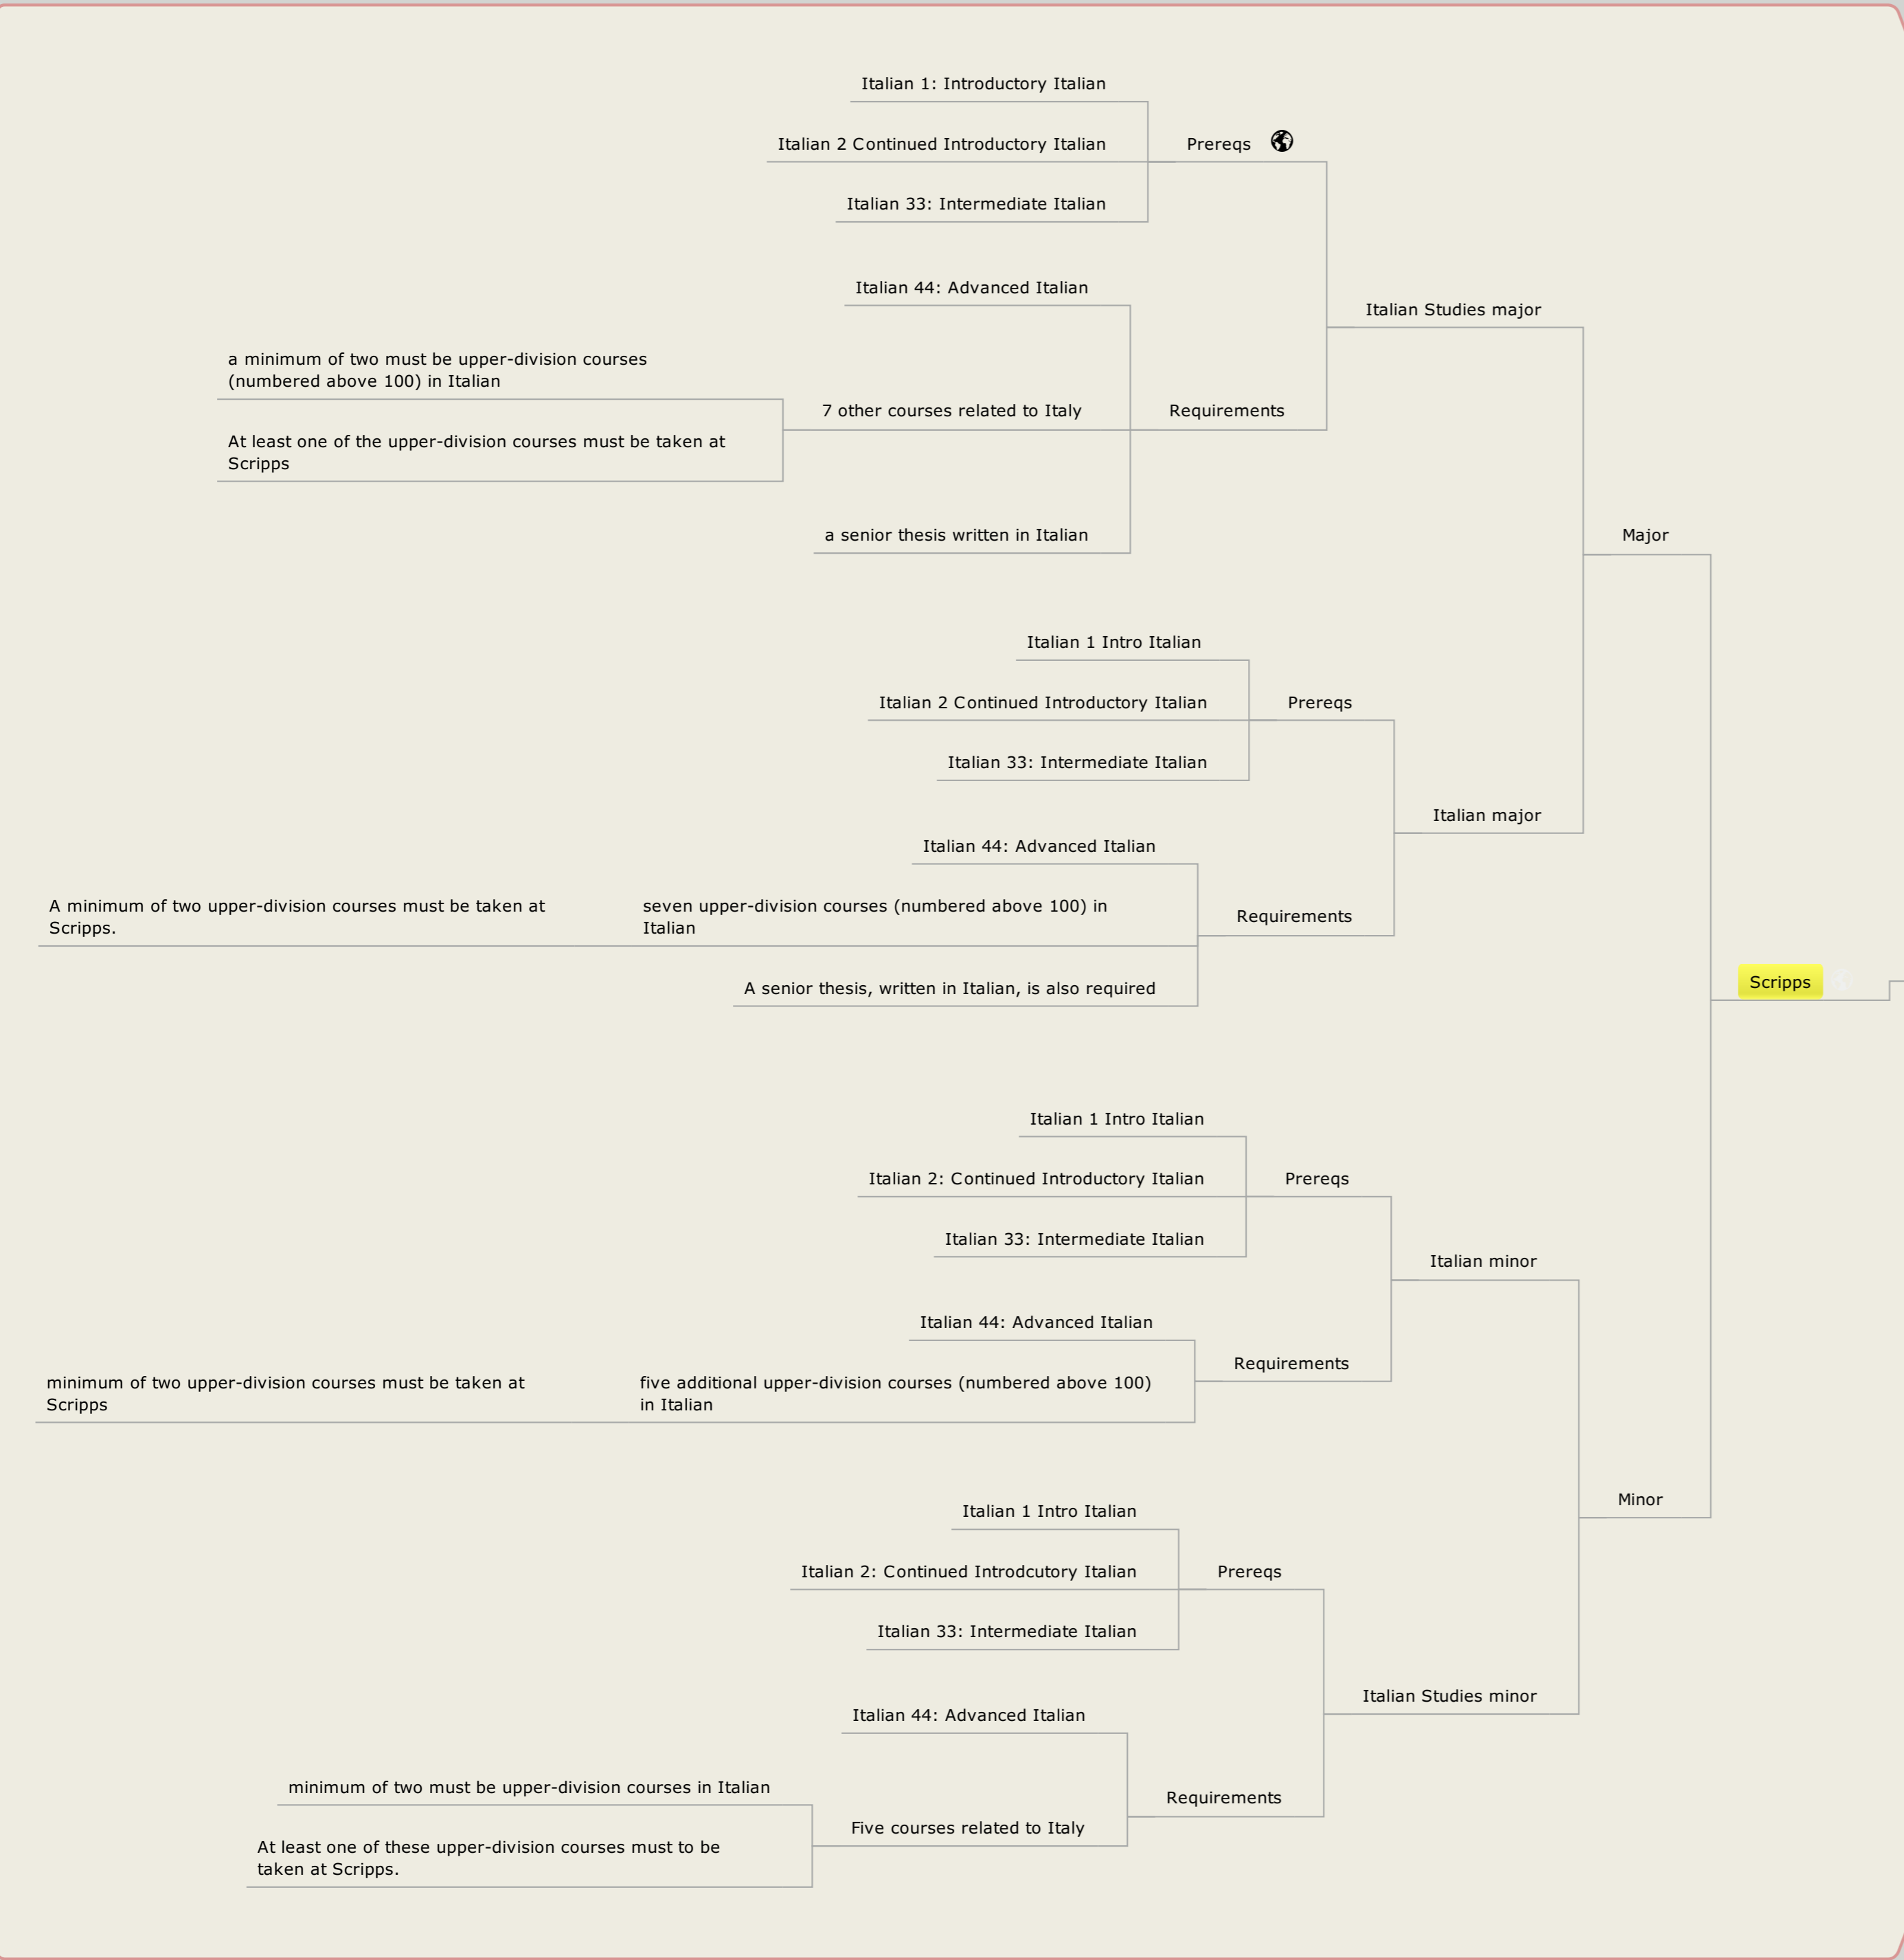 Italian 1: Introductory Italian
Italian 2 Continued Introductory Italian
Prereqs
Italian 33: Intermediate Italian
Italian 44: Advanced Italian
Italian Studies major
a minimum of two must be upper-division courses
(numbered above 100) in Italian
7 other courses related to Italy
Requirements
At least one of the upper-division courses must be taken at
Scripps
a senior thesis written in Italian
Major
Italian 1 Intro Italian
Italian 2 Continued Introductory Italian
Prereqs
Italian 33: Intermediate Italian
Italian major
Italian 44: Advanced Italian
A minimum of two upper-division courses must be taken at
Scripps.
seven upper-division courses (numbered above 100) in
Italian
Requirements
A senior thesis, written in Italian, is also required
Scripps
Italian 1 Intro Italian
Italian 2: Continued Introductory Italian
Prereqs
Italian 33: Intermediate Italian
Italian minor
Italian 44: Advanced Italian
Requirements
minimum of two upper-division courses must be taken at
Scripps
five additional upper-division courses (numbered above 100)
in Italian
Minor
Italian 1 Intro Italian
Italian 2: Continued Introdcutory Italian
Prereqs
Italian 33: Intermediate Italian
Italian Studies minor
Italian 44: Advanced Italian
minimum of two must be upper-division courses in Italian
Requirements
Five courses related to Italy
At least one of these upper-division courses must to be
taken at Scripps.